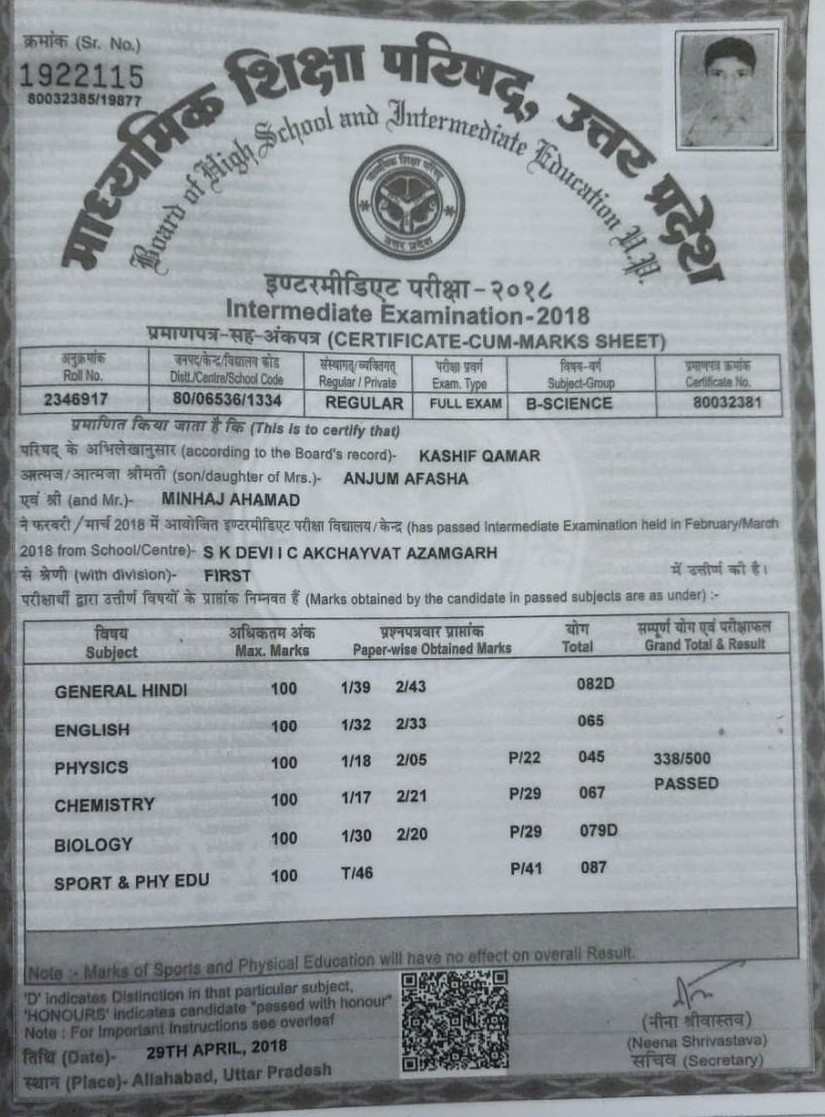 क्रमांक (Sr. No.)
1922115
80032385/19877
माध्यमिक शिक्षा परिषद, उत्तर प्रदेश
Board of High School and Intermediate Education U.P.
माध्यमिक शिक्षा परिषद्
उत्तर प्रदेश
इण्टरमीडिएट परीक्षा-२०१८
Intermediate Examination-2018
प्रमाणपत्र-सह-अंकपत्र (CERTIFICATE-CUM-MARKS SHEET)
अनुक्रमांक जनपद/केन्द्र/विद्यालय कोड संस्थागत/व्यक्तिगत् परीक्षा प्रवर्ग विषय-वर्ग प्रमाणपत्र क्रमांक
Roll No. Distt./Centre/School Code Regular / Private Exam. Type Subject-Group Certificate No.
2346917 80/06536/1334 REGULAR FULL EXAM B-SCIENCE 80032381
प्रमाणित किया जाता है कि (This is to certify that)
परिषद के अभिलेखानुसार (according to the Board's record)- KASHIF QAMAR
आत्मज/आत्मजा श्रीमती (son/daughter of Mrs.)- ANJUM AFASHA
एवं श्री (and Mr.)- MINHAJ AHAMAD
ने फरवरी/मार्च 2018 में आयोजित इण्टरमीडिएट परीक्षा विद्यालय/केन्द्र (has passed Intermediate Examination held in February/March
2018 from School/Centre)- S K DEVI I C AKCHAYVAT AZAMGARH
से श्रेणी (with division)- FIRST में उत्तीर्ण की है।
परीक्षार्थी द्वारा उत्तीर्ण विषयों के प्राप्तांक निम्नवत हैं (Marks obtained by the candidate in passed subjects are as under) :-
विषय अधिकतम अंक प्रश्नपत्रवार प्राप्तांक योग सम्पूर्ण योग एवं परीक्षाफल
Subject Max. Marks Paper-wise Obtained Marks Total Grand Total & Result
GENERAL HINDI 100 1/39 2/43 082D
ENGLISH 100 1/32 2/33 065
PHYSICS 100 1/18 2/05 P/22 045 338/500
PASSED
CHEMISTRY 100 1/17 2/21 P/29 067
BIOLOGY 100 1/30 2/20 P/29 079D
SPORT & PHY EDU 100 T/46 P/41 087
Note :- Marks of Sports and Physical Education will have no effect on overall Result.
'D' indicates Distinction in that particular subject,
'HONOURS' indicates candidate "passed with honour"
Note : For Important Instructions see overleaf
तिथि (Date)- 29TH APRIL, 2018
स्थान (Place)- Allahabad, Uttar Pradesh
(नीना श्रीवास्तव)
(Neena Shrivastava)
सचिव (Secretary)